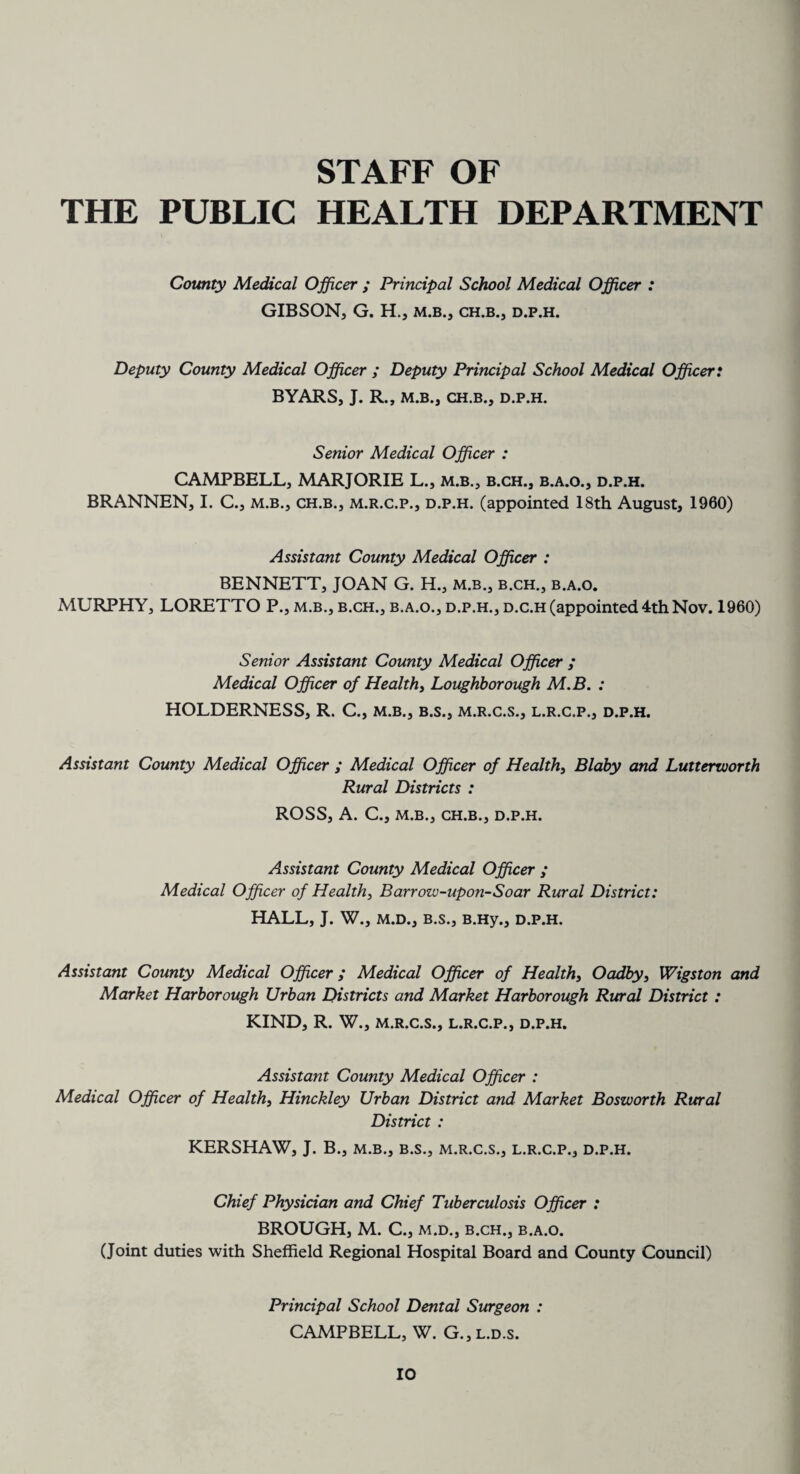 STAFF OF
THE PUBLIC HEALTH DEPARTMENT
County Medical Officer ; Principal School Medical Officer :
GIBSON, G. H., M.B., CH.B., D.P.H.
Deputy County Medical Officer ; Deputy Principal School Medical Officer:
BYARS, J. R., M.B., CH.B., D.P.H.
Senior Medical Officer :
CAMPBELL, MARJORIE L., M.B., B.CH., B.A.O., D.P.H.
BRANNEN, I. C., M.B., CH.B., M.R.C.P., D.P.H. (appointed 18th August, 1960)
Assistant County Medical Officer :
BENNETT, JOAN G. H., M.B., B.CH., B.A.O.
MURPHY, LORETTO P., M.B., B.CH., B.A.O., D.P.H., D.C.H (appointed 4th Nov. 1960)
Senior Assistant County Medical Officer ;
Medical Officer of Health, Loughborough M.B. :
HOLDERNESS, R. C., M.B., B.S., M.R.C.S., L.R.C.P., D.P.H.
Assistant County Medical Officer ; Medical Officer of Health, Blaby and Lutterworth
Rural Districts :
ROSS, A. C., M.B., CH.B., D.P.H.
Assistant County Medical Officer ;
Medical Officer of Health, Barrow-upon-Soar Rural District:
HALL, J. W., M.D., B.S., B.Hy., D.P.H.
Assistant County Medical Officer ; Medical Officer of Health, Oadby, Wigston and
Market Harborough Urban Districts and Market Harborough Rural District :
KIND, R. W., M.R.C.S., L.R.C.P., D.P.H.
Assistant County Medical Officer :
Medical Officer of Health, Hinckley Urban District and Market Bosworth Rural
District :
KERSHAW, J. B., M.B., B.S., M.R.C.S., L.R.C.P., D.P.H.
Chief Physician and Chief Tuberculosis Officer :
BROUGH, M. C., M.D., B.CH., B.A.O.
(Joint duties with Sheffield Regional Hospital Board and County Council)
Principal School Dental Surgeon :
CAMPBELL, W. G., L.D.S.
10